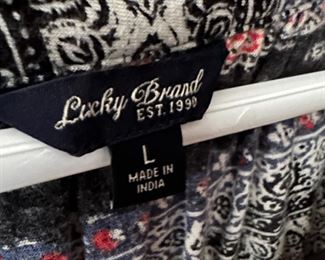 Lucky Brand
EST. 1990
L
MADE IN
INDIA